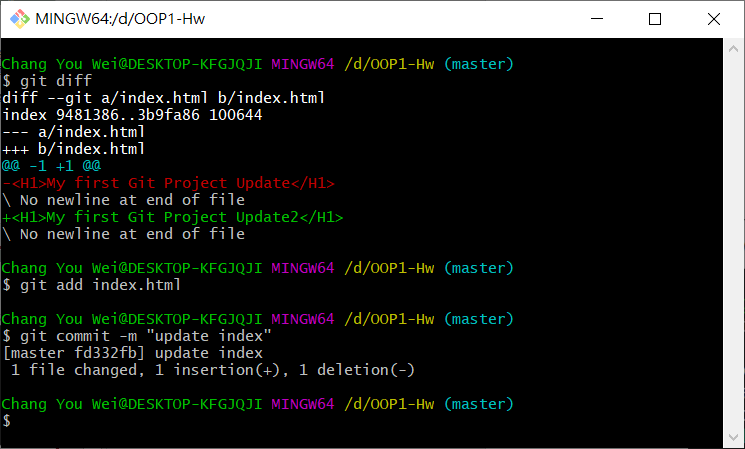 MINGW64:/d/OOP1-Hw
Chang You Wei@DESKTOP-KFGJQJI MINGW64 /d/OOP1-Hw (master)
$ git diff
diff --git a/index.html b/index.html
index 9481386..3b9fa86 100644
--- a/index.html
+++ b/index.html
@@ -1 +1 @@
-<H1>My first Git Project Update</H1>
\ No newline at end of file
+<H1>My first Git Project Update2</H1>
\ No newline at end of file
Chang You Wei@DESKTOP-KFGJQJI MINGW64 /d/OOP1-Hw (master)
$ git add index.html
Chang You Wei@DESKTOP-KFGJQJI MINGW64 /d/OOP1-Hw (master)
$ git commit -m "update index"
[master fd332fb] update index
 1 file changed, 1 insertion(+), 1 deletion(-)
Chang You Wei@DESKTOP-KFGJQJI MINGW64 /d/OOP1-Hw (master)
$